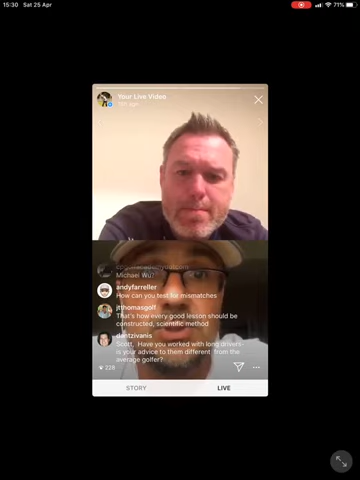 15:30 Sat 25 Apr
71%
Your Live Video
Michael Wu?
andyfarreller
How can you test for mismatches
jtthomasgolf
That's how every good lesson should be
constructed, scientific method
dantzivanis
Scott, Have you worked with long drivers-
is your advice to them different from the
average golfer?
228
STORY
LIVE